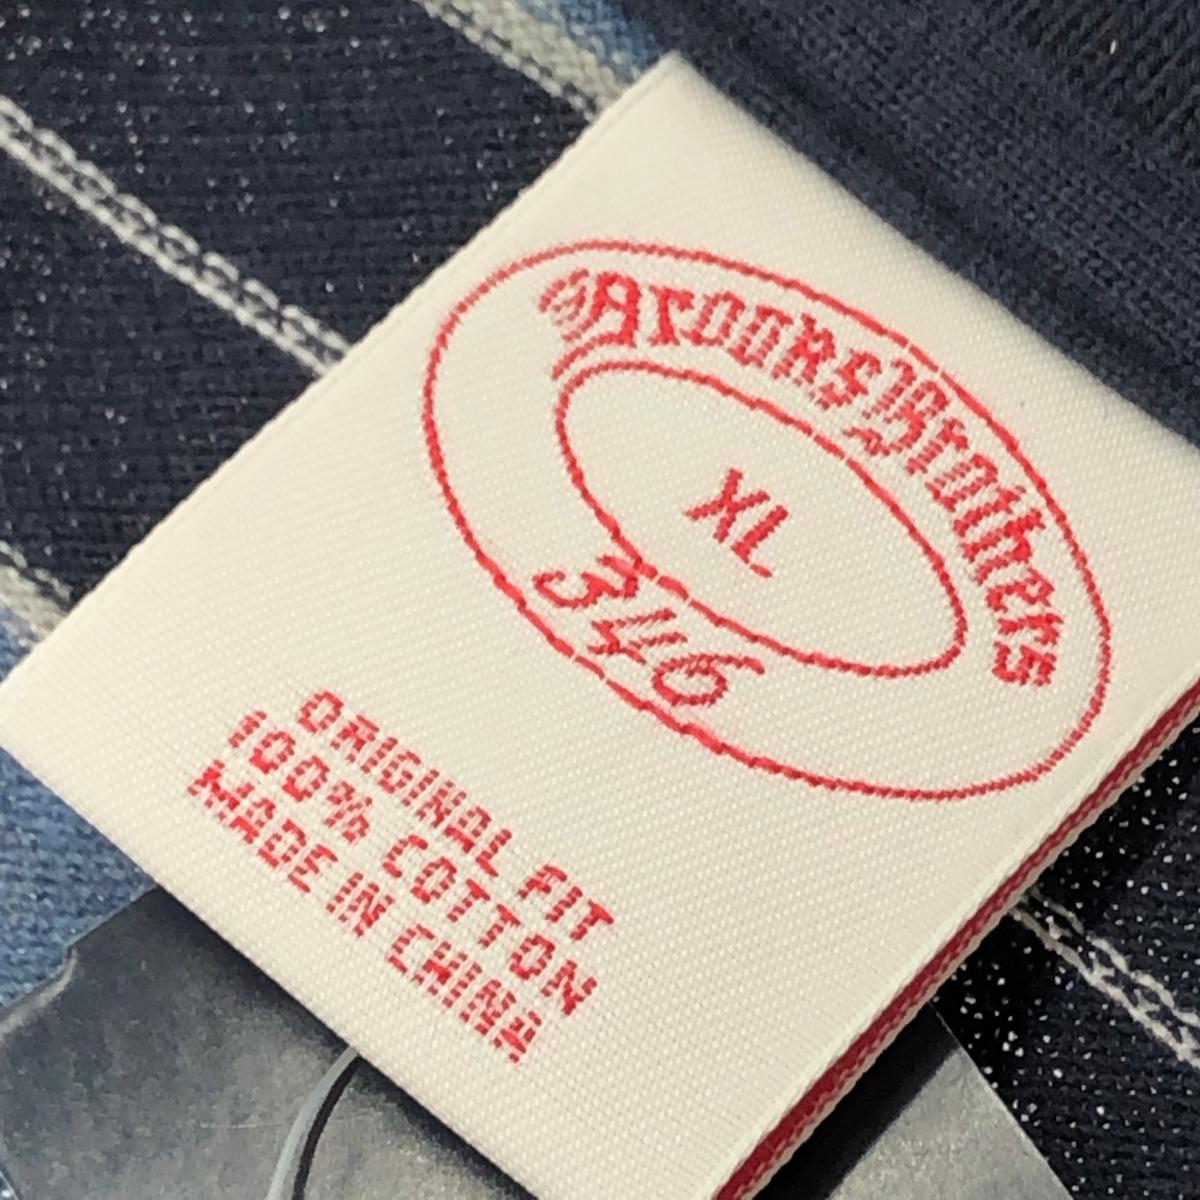 Brooks Brothers
XL
346
ORIGINAL FIT
100% COTTON
MADE IN CHINA